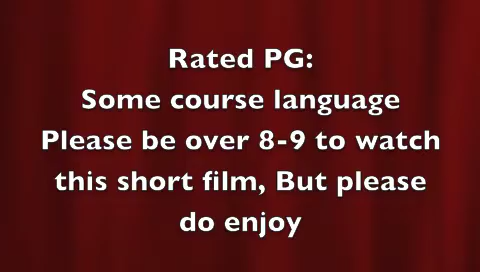 Rated PG:
Some course language
Please be over 8-9 to watch
this short film, But please
do enjoy